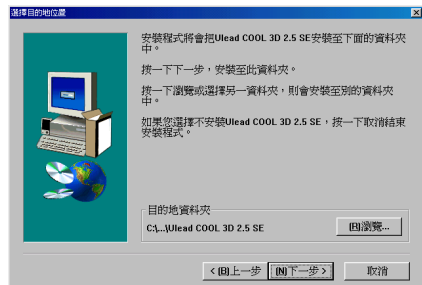 選擇目的地位置
安裝程式將會把Ulead COOL 3D 2.5 SE安裝至下面的資料夾
中。
按一下下一步，安裝至此資料夾。
按一下瀏覽或選擇另一資料夾，則會安裝至別的資料夾
中。
如果您選擇不安裝Ulead COOL 3D 2.5 SE，按一下取消結束
安裝程式。
目的地資料夾
C:\...\Ulead COOL 3D 2.5 SE
(R)瀏覽...
< (B)上一步
(N)下一步 >
取消